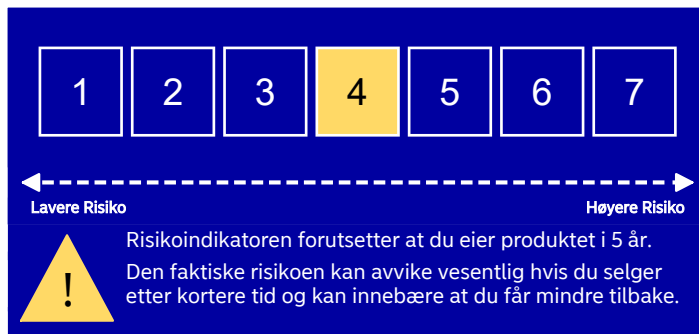 1 2 3 4 5 6 7
Lavere Risiko Høyere Risiko
Risikoindikatoren forutsetter at du eier produktet i 5 år.
Den faktiske risikoen kan avvike vesentlig hvis du selger
! etter kortere tid og kan innebære at du får mindre tilbake.